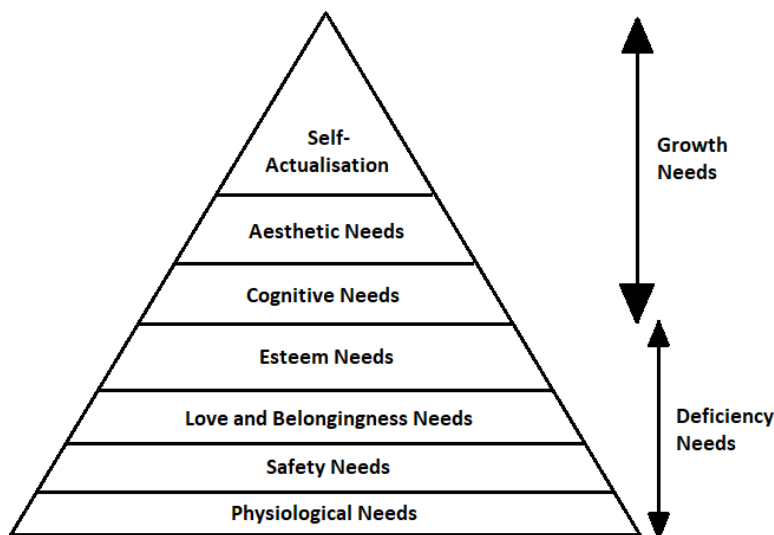 Self-
Actualisation
Aesthetic Needs
Cognitive Needs
Esteem Needs
Love and Belongingness Needs
Safety Needs
Physiological Needs
Growth
Needs
Deficiency
Needs